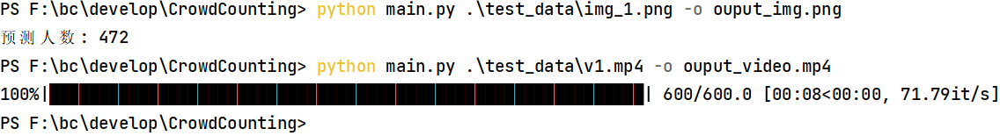 PS F:\bc\develop\CrowdCounting> python main.py .\test_data\img_1.png -o ouput_img.png
预测人数: 472
PS F:\bc\develop\CrowdCounting> python main.py .\test_data\v1.mp4 -o ouput_video.mp4
100%|██████████| 600/600.0 [00:08<00:00, 71.79it/s]
PS F:\bc\develop\CrowdCounting>